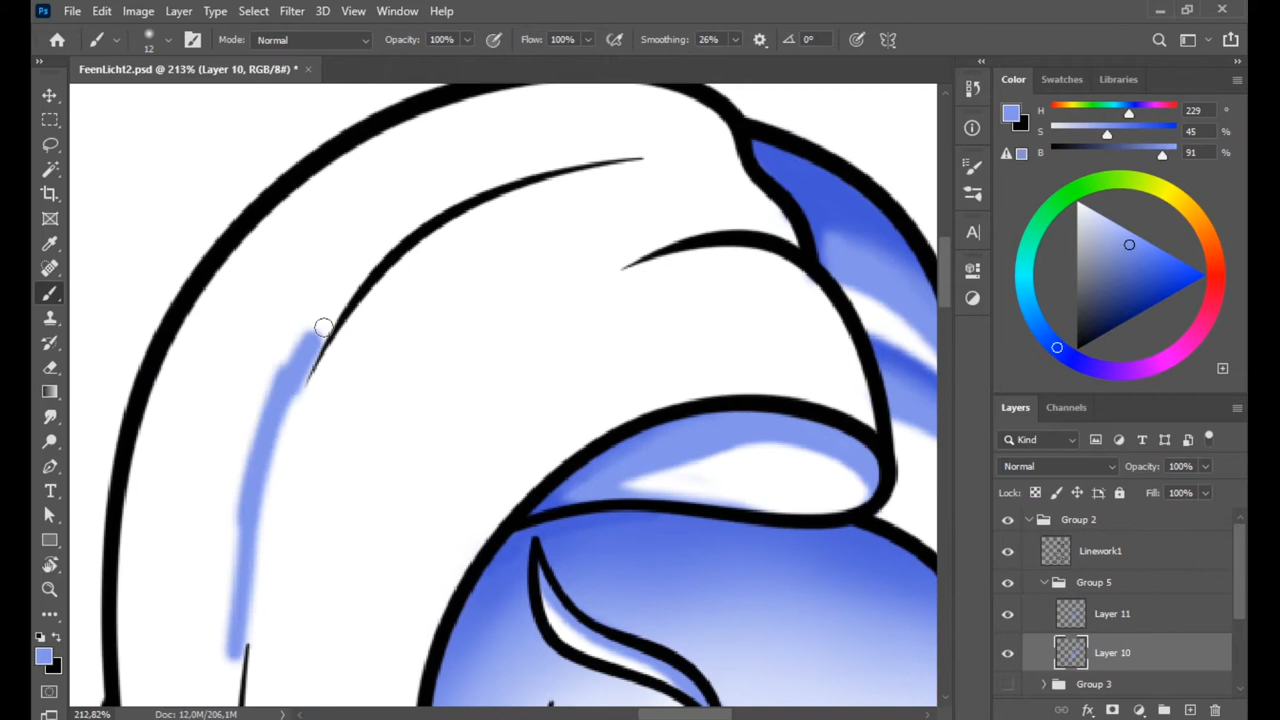 Ps File Edit Image Layer Type Select Filter 3D View Window Help
12 Mode: Normal Opacity: 100% Flow: 100% Smoothing: 26% 0°
FeenLicht2.psd @ 213% (Layer 10, RGB/8#) * ×
Color Swatches Libraries
H 229 °
S 45 %
B 91 %
A
T
Layers Channels
Kind T
Normal Opacity: 100%
Lock: Fill: 100%
Group 2
Linework1
Group 5
Layer 11
Layer 10
Group 3
fx
212,82% Doc: 12,0M/206,1M